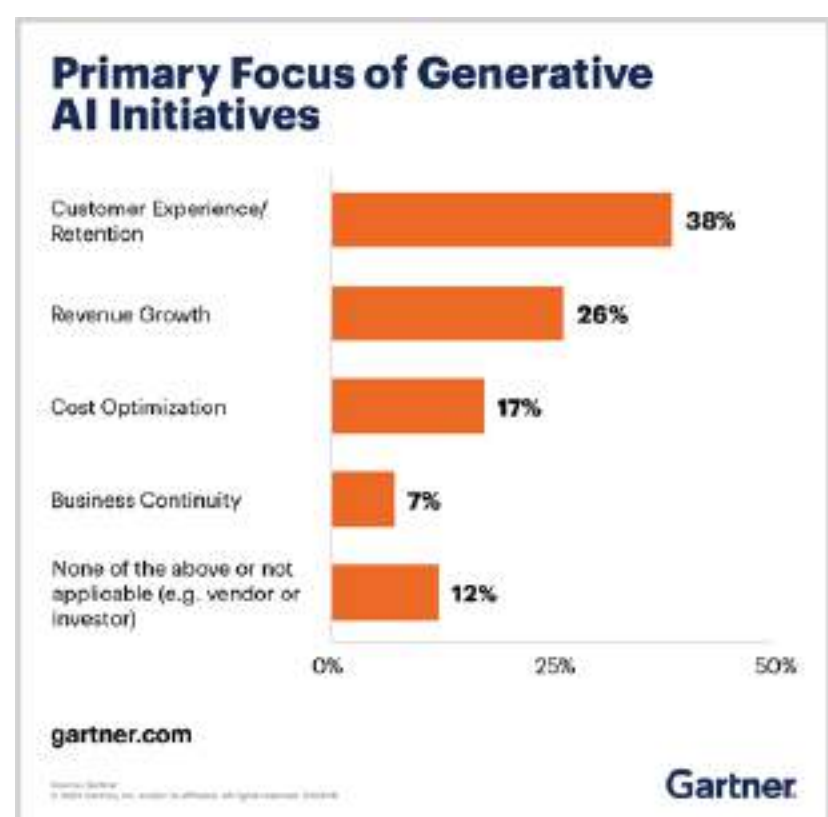 Primary Focus of Generative
AI Initiatives
Customer Experience/
Retention
38%
Revenue Growth
26%
Cost Optimization
17%
Business Continuity
7%
None of the above or not
applicable (e.g. vendor or
investor)
12%
0% 25% 50%
gartner.com
Gartner